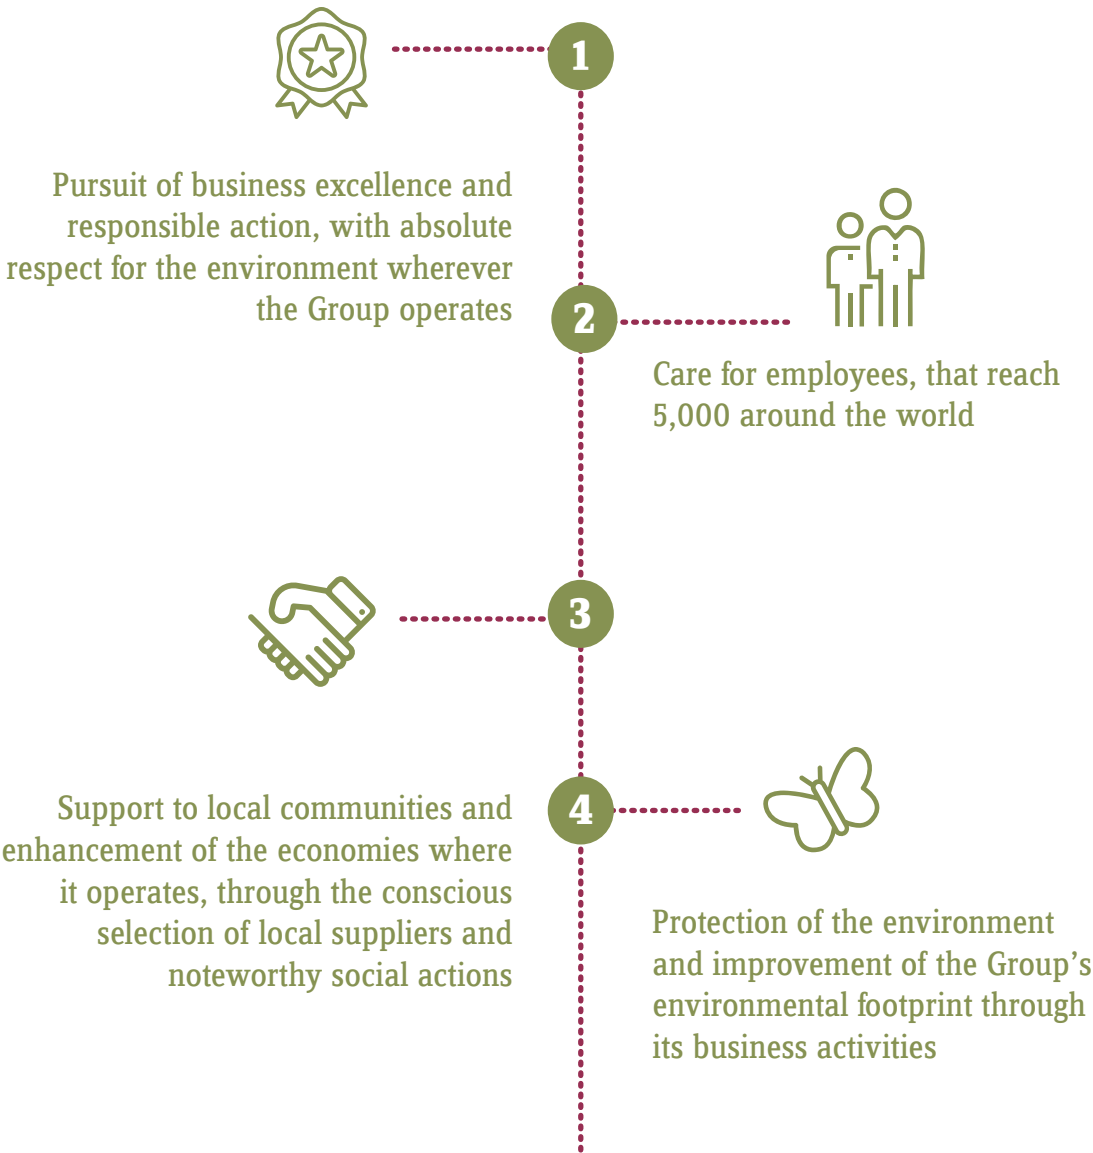 1
Pursuit of business excellence and
responsible action, with absolute
respect for the environment wherever
the Group operates
2
Care for employees, that reach
5,000 around the world
3
Support to local communities and
enhancement of the economies where
it operates, through the conscious
selection of local suppliers and
noteworthy social actions
4
Protection of the environment
and improvement of the Group’s
environmental footprint through
its business activities